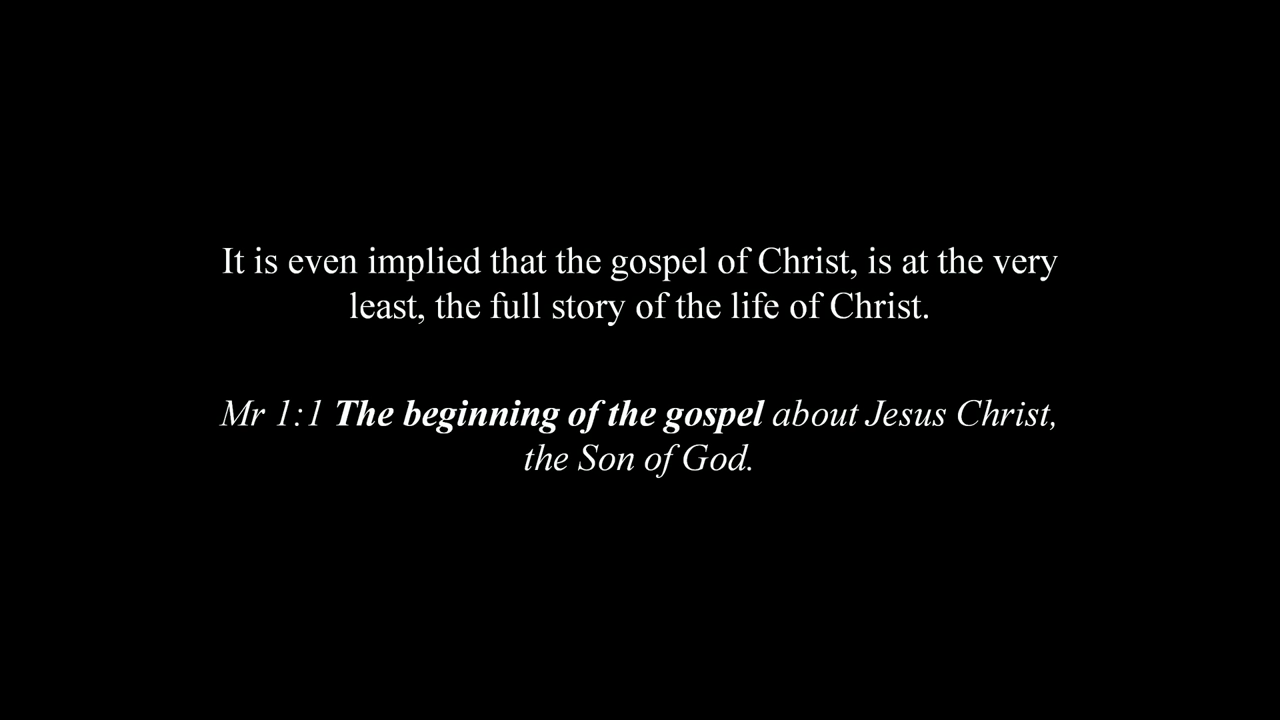 It is even implied that the gospel of Christ, is at the very
least, the full story of the life of Christ.
Mr 1:1 The beginning of the gospel about Jesus Christ,
the Son of God.